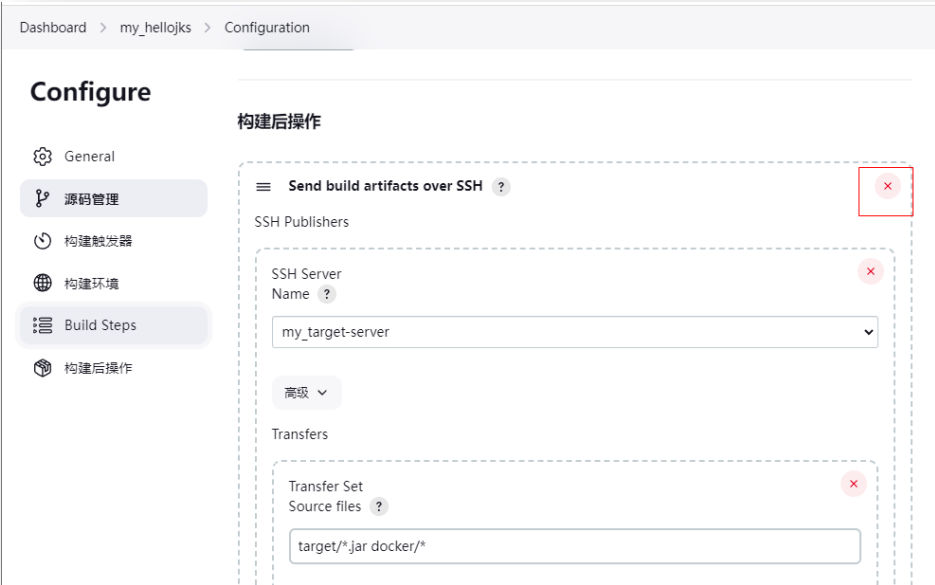 Dashboard > my_hellojks > Configuration
Configure
General
源码管理
构建触发器
构建环境
Build Steps
构建后操作
构建后操作
Send build artifacts over SSH ?
SSH Publishers
SSH Server
Name ?
my_target-server
高级
Transfers
Transfer Set
Source files ?
target/*.jar docker/*